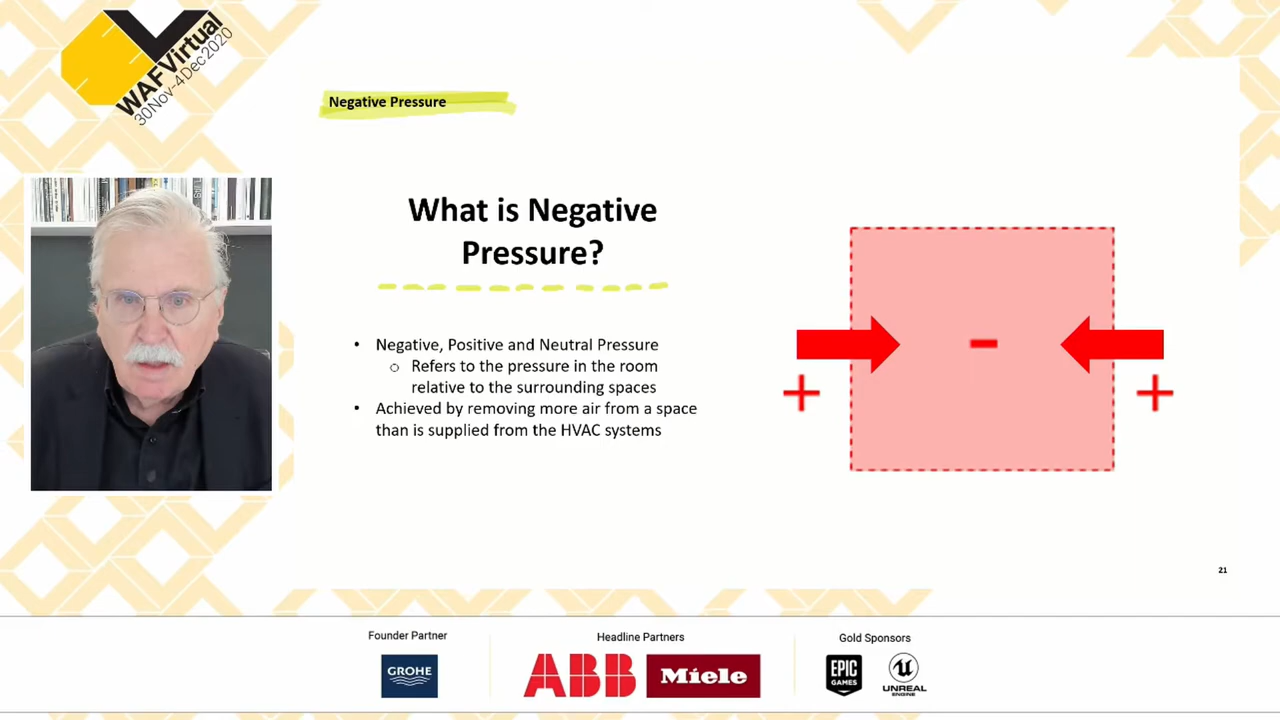 WAFVirtual
30Nov-4Dec2020
Negative Pressure
What is Negative
Pressure?
• Negative, Positive and Neutral Pressure
o Refers to the pressure in the room
relative to the surrounding spaces
• Achieved by removing more air from a space
than is supplied from the HVAC systems
+
-
+
21
Founder Partner
Headline Partners
Gold Sponsors
GROHE
ABB
Miele
EPIC
GAMES
UNREAL
ENGINE